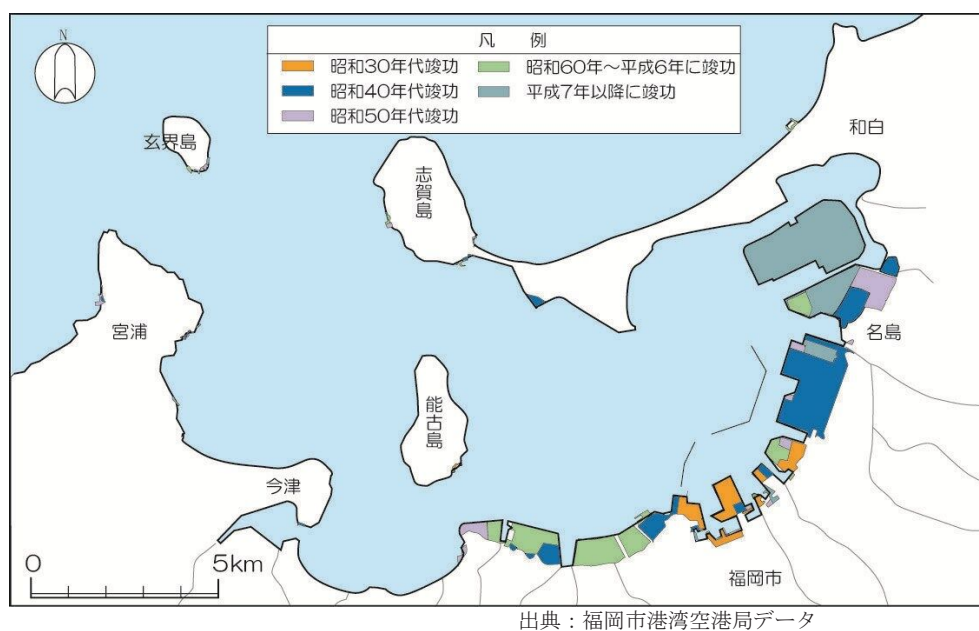 N
凡 例
昭和30年代竣功
昭和60年～平成6年に竣功
昭和40年代竣功
平成7年以降に竣功
昭和50年代竣功
和白
玄界島
志賀島
宮浦
名島
能古島
今津
0 5km
福岡市
出典：福岡市港湾空港局データ